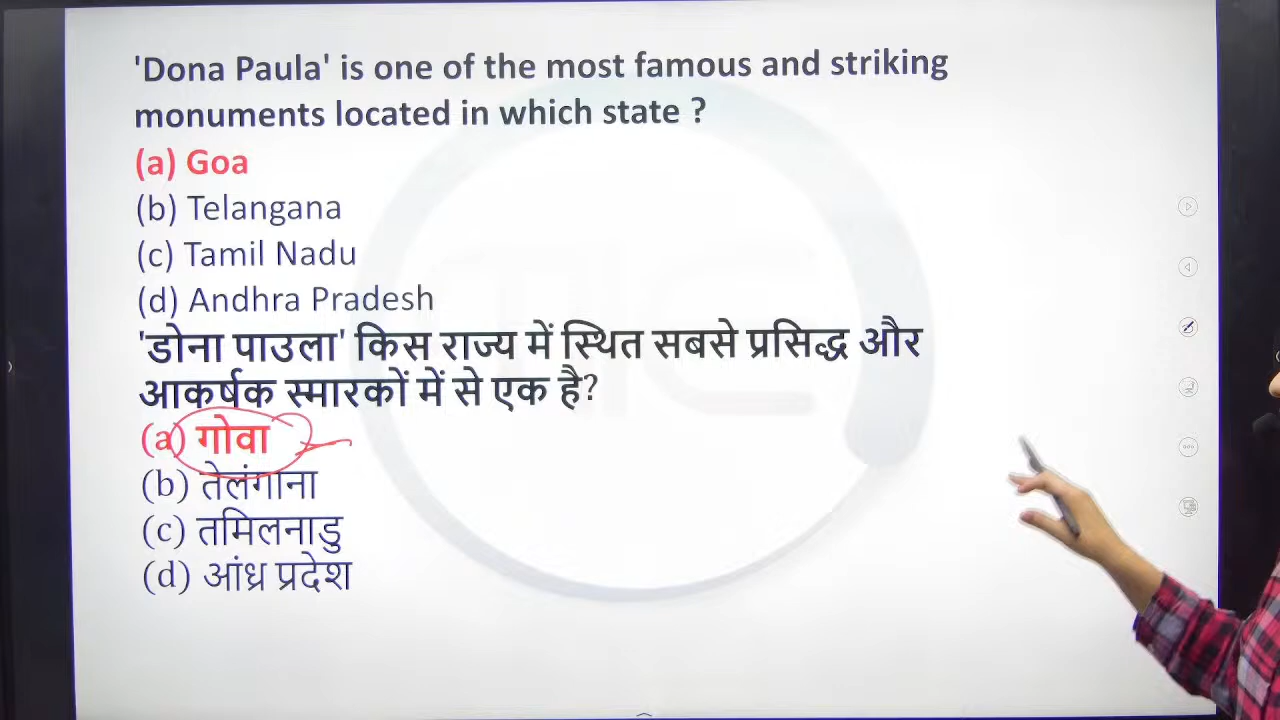 'Dona Paula' is one of the most famous and striking
monuments located in which state ?
(a) Goa
(b) Telangana
(c) Tamil Nadu
(d) Andhra Pradesh
'डोना पाउला' किस राज्य में स्थित सबसे प्रसिद्ध और
आकर्षक स्मारकों में से एक है?
(a) गोवा
(b) तेलंगाना
(c) तमिलनाडु
(d) आंध्र प्रदेश